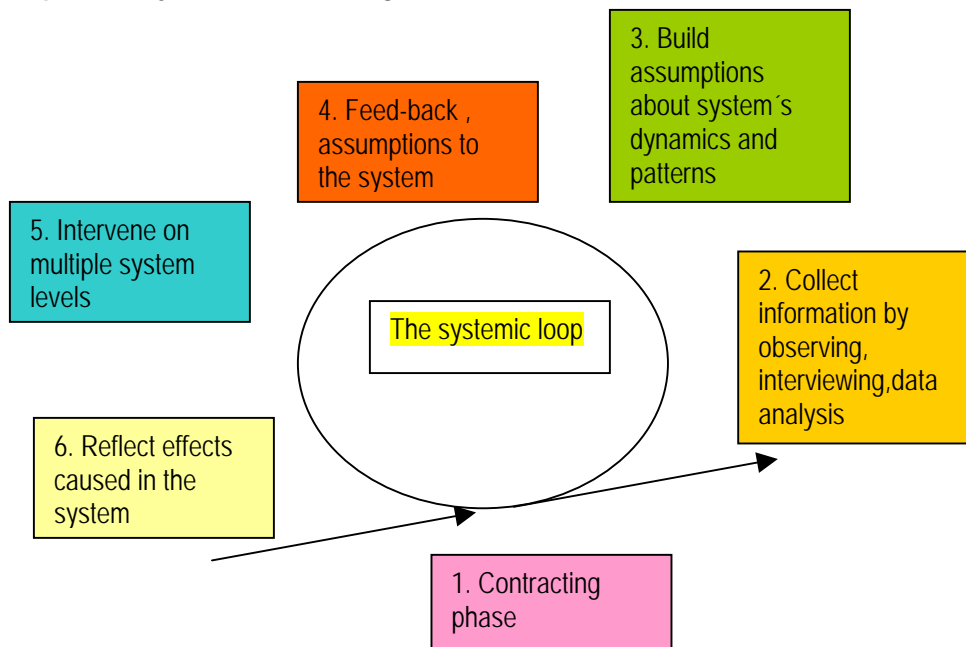 3. Build
assumptions
about system´s
dynamics and
patterns
4. Feed-back ,
assumptions to
the system
5. Intervene on
multiple system
levels
2. Collect
information by
observing,
interviewing,data
analysis
The systemic loop
6. Reflect effects
caused in the
system
1. Contracting
phase